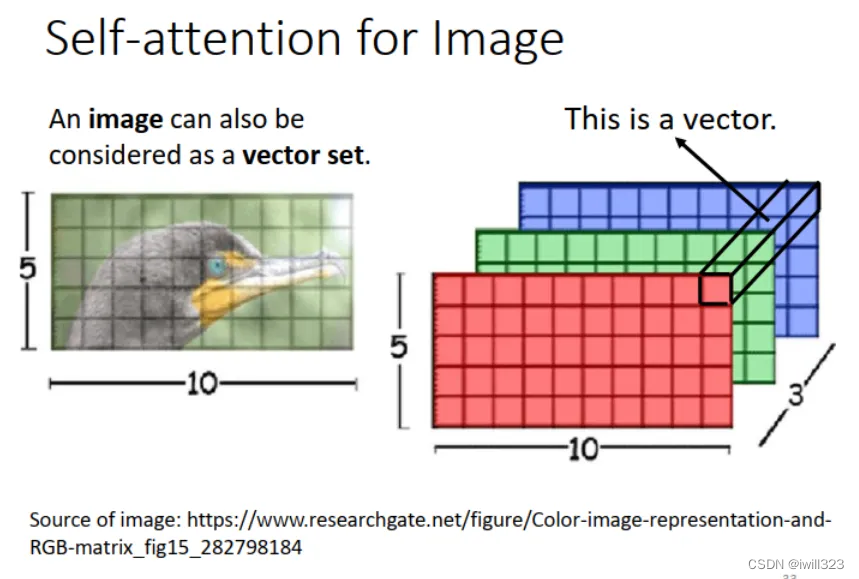 Self-attention for Image
An image can also be
considered as a vector set.
This is a vector.
5
10
5
10
3
Source of image: https://www.researchgate.net/figure/Color-image-representation-and-
RGB-matrix_fig15_282798184
CSDN @iwill323
33